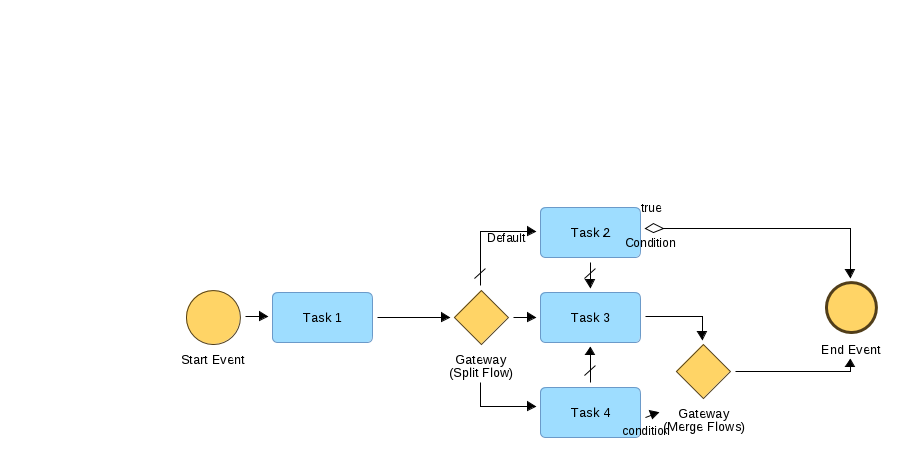 true
Default
Task 2
Condition
Task 1
Task 3
Start Event
End Event
Gateway
(Split Flow)
Task 4
condition
Gateway
(Merge Flows)